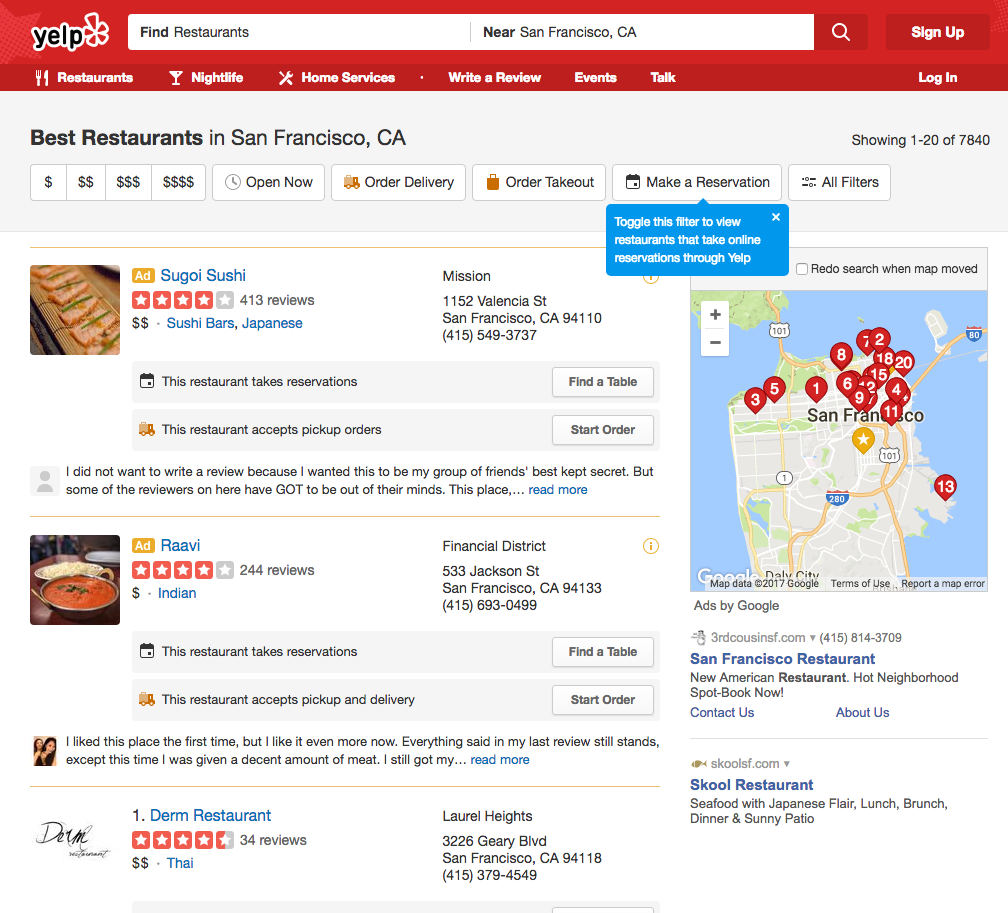 yelp
Find Restaurants
Near San Francisco, CA
Sign Up
Restaurants
Nightlife
Home Services
·
Write a Review
Events
Talk
Log In
Best Restaurants in San Francisco, CA
Showing 1-20 of 7840
$
$$
$$$
$$$$
Open Now
Order Delivery
Order Takeout
Make a Reservation
All Filters
Toggle this filter to view
restaurants that take online
reservations through Yelp
×
Ad Sugoi Sushi
413 reviews
$$ · Sushi Bars, Japanese
Mission
1152 Valencia St
San Francisco, CA 94110
(415) 549-3737
This restaurant takes reservations
Find a Table
This restaurant accepts pickup orders
Start Order
I did not want to write a review because I wanted this to be my group of friends' best kept secret. But
some of the reviewers on here have GOT to be out of their minds. This place,... read more
Ad Raavi
244 reviews
$ · Indian
Financial District
533 Jackson St
San Francisco, CA 94133
(415) 693-0499
This restaurant takes reservations
Find a Table
This restaurant accepts pickup and delivery
Start Order
I liked this place the first time, but I like it even more now. Everything said in my last review still stands,
except this time I was given a decent amount of meat. I still got my... read more
Derm
restaurant
1. Derm Restaurant
34 reviews
$$ · Thai
Laurel Heights
3226 Geary Blvd
San Francisco, CA 94118
(415) 379-4549
Redo search when map moved
+
−
101
80
7
2
8
18
20
15
6
12
4
5
1
3
9
11
San Francisco
101
1
280
13
Daly City
Google
Map data ©2017 Google
Terms of Use
Report a map error
Ads by Google
3rdcousinsf.com ▾ (415) 814-3709
San Francisco Restaurant
New American Restaurant. Hot Neighborhood
Spot-Book Now!
Contact Us
About Us
skoolsf.com ▾
Skool Restaurant
Seafood with Japanese Flair, Lunch, Brunch,
Dinner & Sunny Patio